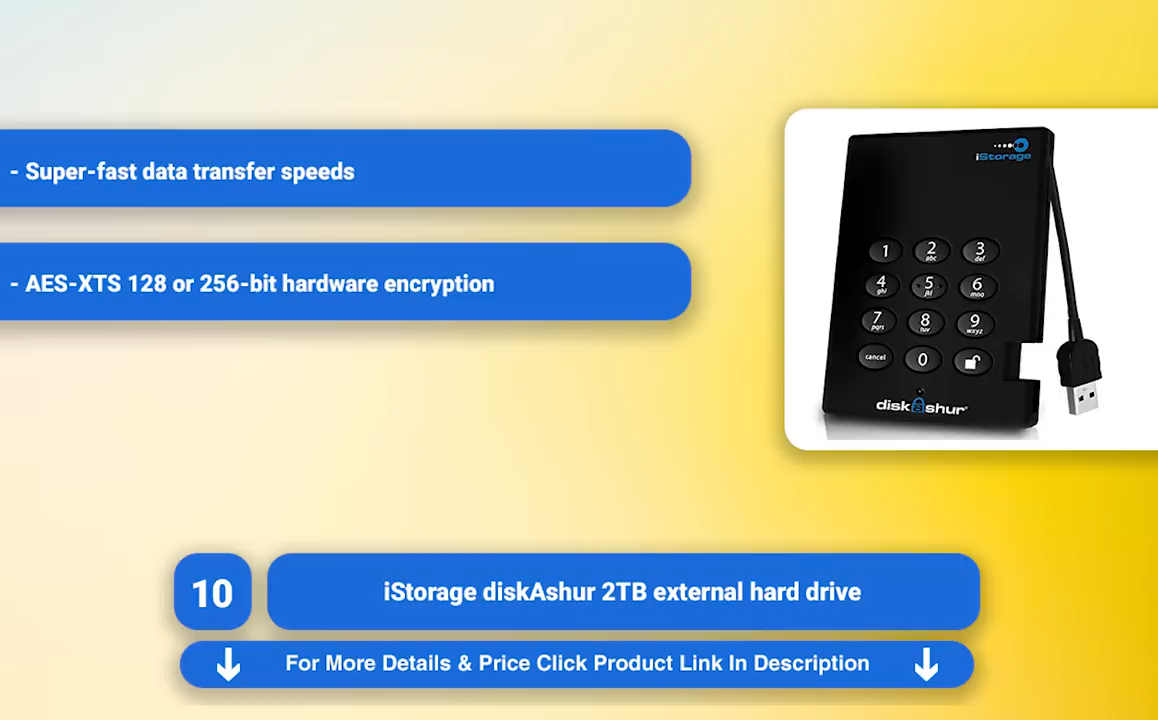 - Super-fast data transfer speeds
- AES-XTS 128 or 256-bit hardware encryption
iStorage
1
2
abc
3
def
4
ghi
5
jkl
6
mno
7
pqrs
8
tuv
9
wxyz
cancel
0
diskashur®
10
iStorage diskAshur 2TB external hard drive
For More Details & Price Click Product Link In Description